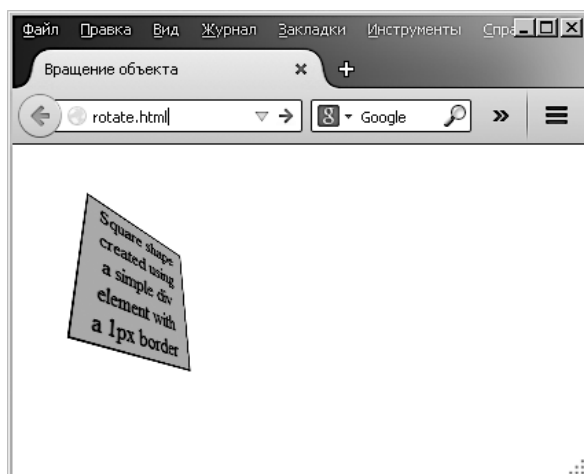 Файл Правка Вид Журнал Закладки Инструменты Спра
Вращение объекта
rotate.html
Google
Square shape
created using
a simple div
element with
a 1px border